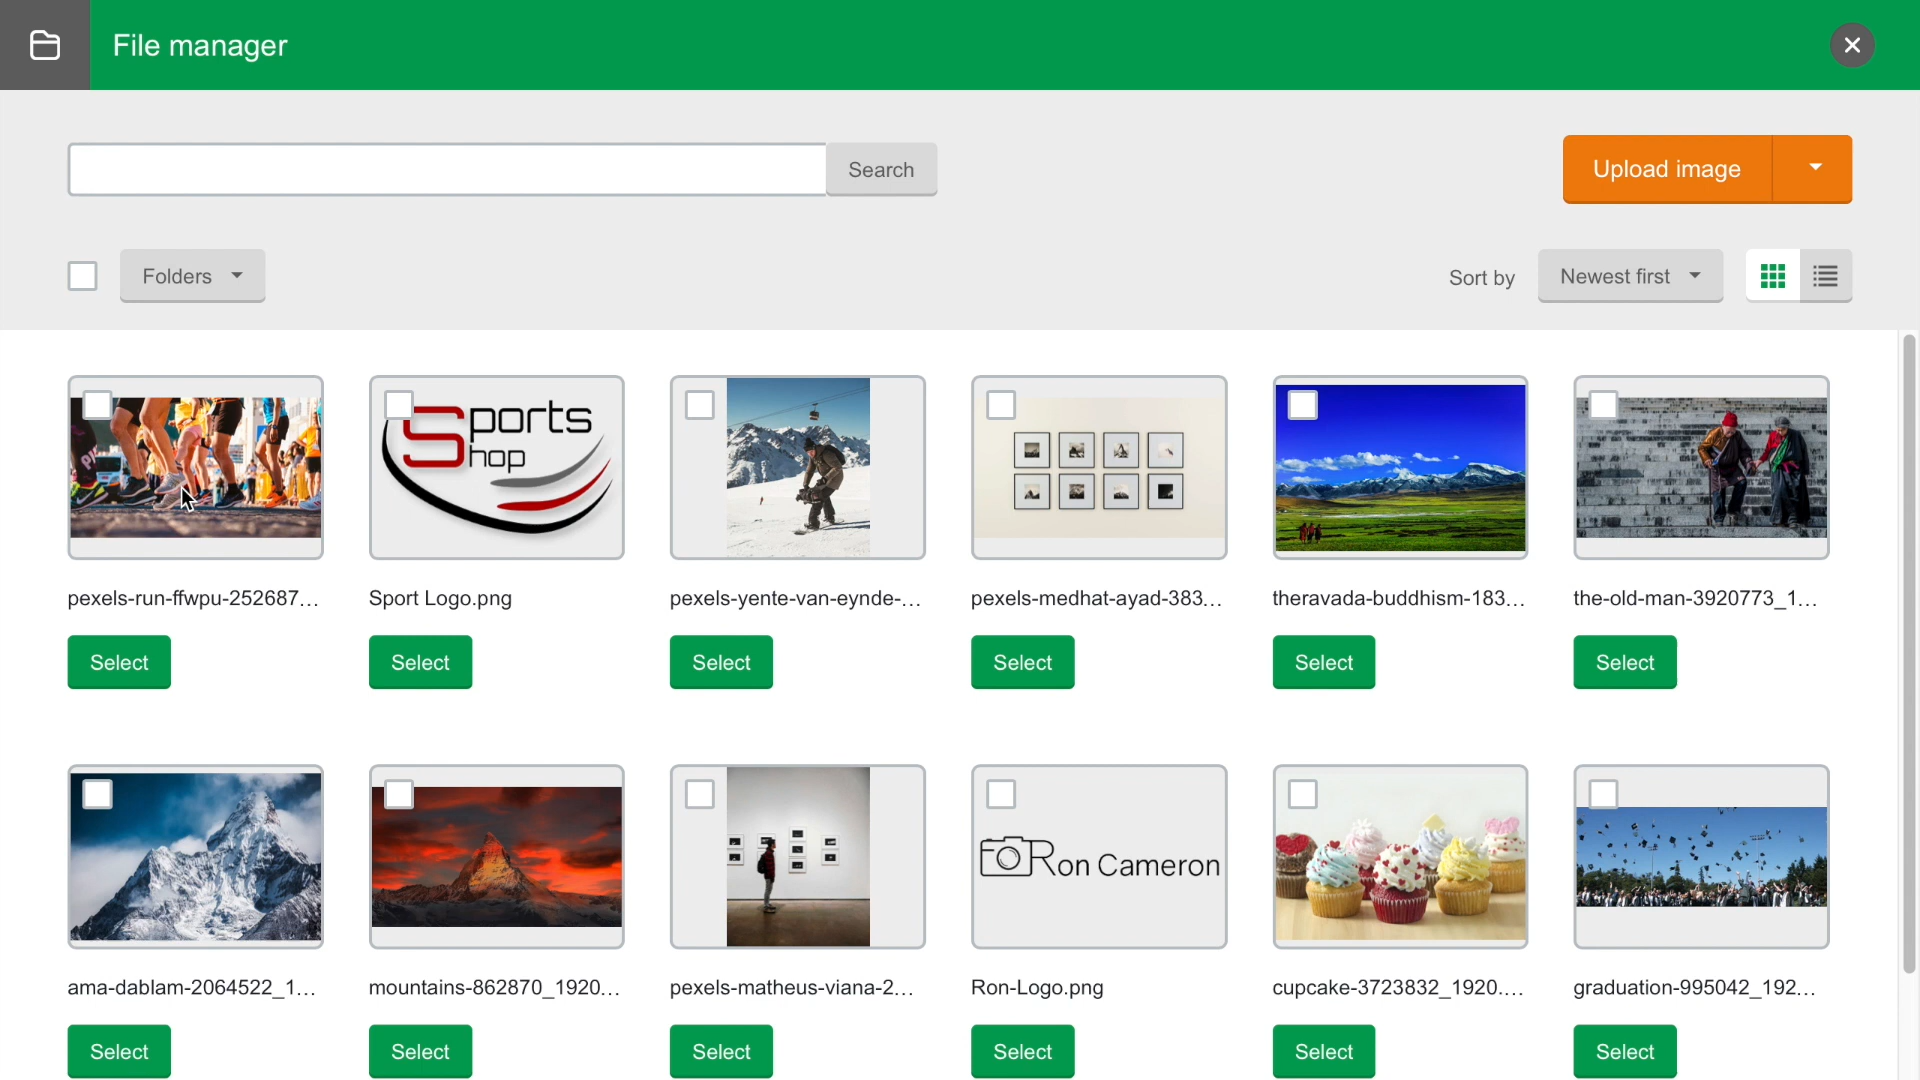 File manager
Search
Upload image
Folders
Sort by
Newest first
Sports
Shop
pexels-run-ffwpu-252687...
Sport Logo.png
pexels-yente-van-eynde-...
pexels-medhat-ayad-383...
theravada-buddhism-183...
the-old-man-3920773_1...
Select
Select
Select
Select
Select
Select
Ron Cameron
ama-dablam-2064522_1...
mountains-862870_1920...
pexels-matheus-viana-2...
Ron-Logo.png
cupcake-3723832_1920....
graduation-995042_192...
Select
Select
Select
Select
Select
Select